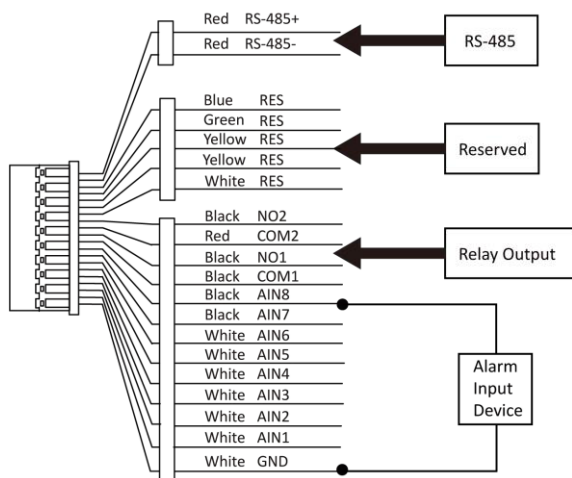 Red RS-485+
Red RS-485-
RS-485
Blue RES
Green RES
Yellow RES
Yellow RES
White RES
Reserved
Black NO2
Red COM2
Black NO1
Black COM1
Relay Output
Black AIN8
Black AIN7
White AIN6
White AIN5
White AIN4
White AIN3
White AIN2
White AIN1
White GND
Alarm
Input
Device